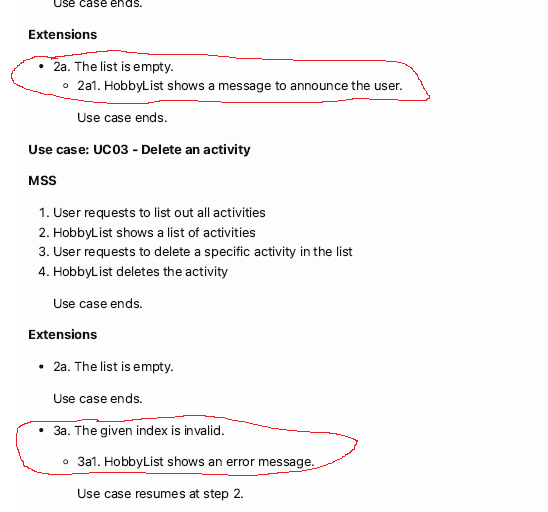 Use case ends.
Extensions
• 2a. The list is empty.
◦ 2a1. HobbyList shows a message to announce the user.
Use case ends.
Use case: UC03 - Delete an activity
MSS
1. User requests to list out all activities
2. HobbyList shows a list of activities
3. User requests to delete a specific activity in the list
4. HobbyList deletes the activity
Use case ends.
Extensions
• 2a. The list is empty.
Use case ends.
• 3a. The given index is invalid.
◦ 3a1. HobbyList shows an error message.
Use case resumes at step 2.